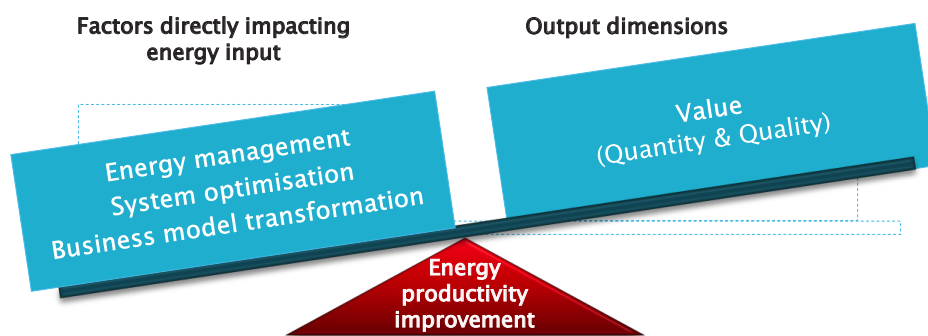 Factors directly impacting
energy input
Output dimensions
Energy management
System optimisation
Business model transformation
Value
(Quantity & Quality)
Energy
productivity
improvement